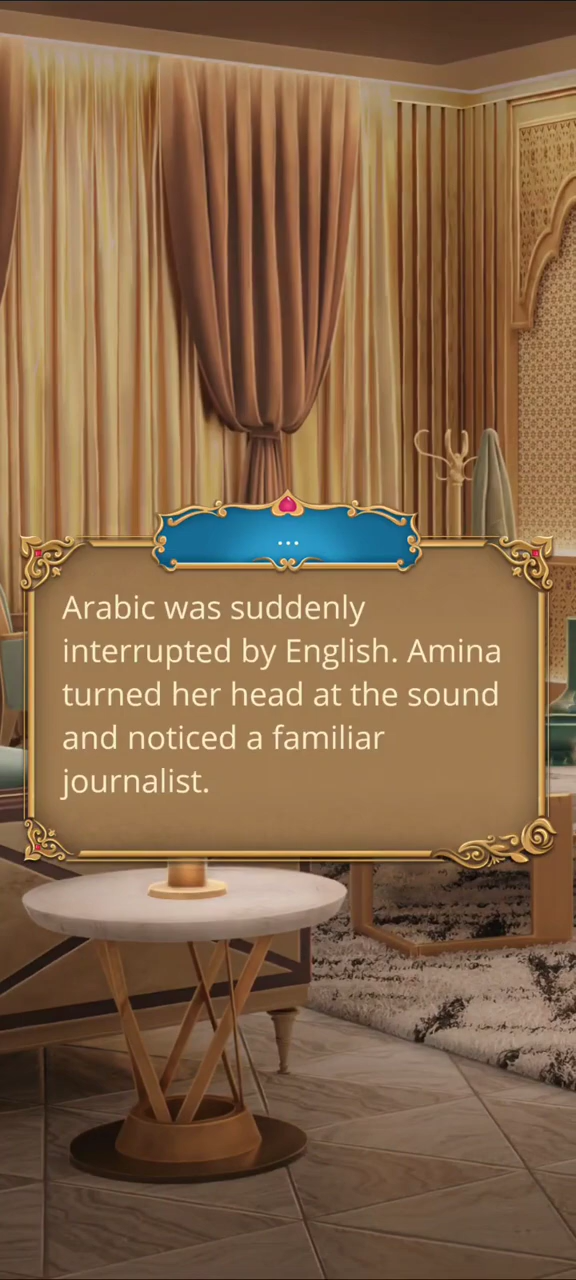 ...
Arabic was suddenly
interrupted by English. Amina
turned her head at the sound
and noticed a familiar
journalist.